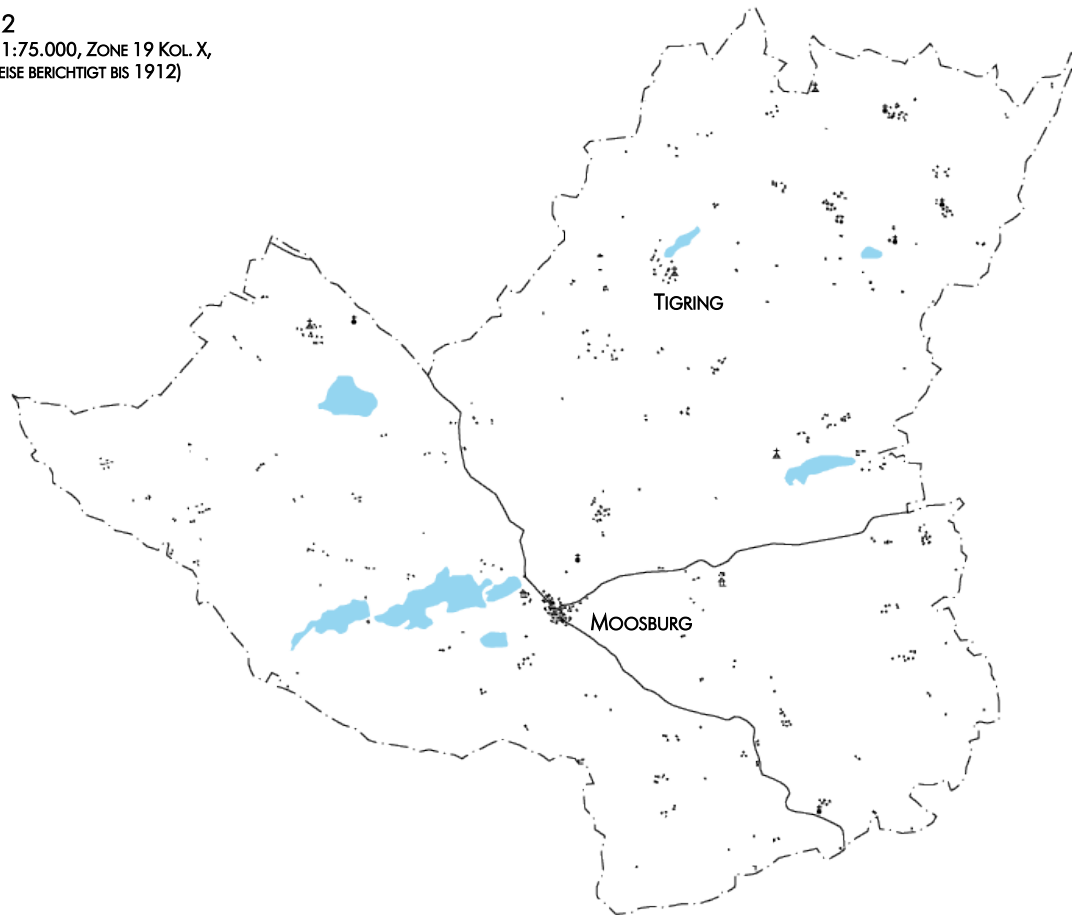 2
1:75.000, ZONE 19 KOL. X,
EISE BERICHTIGT BIS 1912)
TIGRING
MOOSBURG